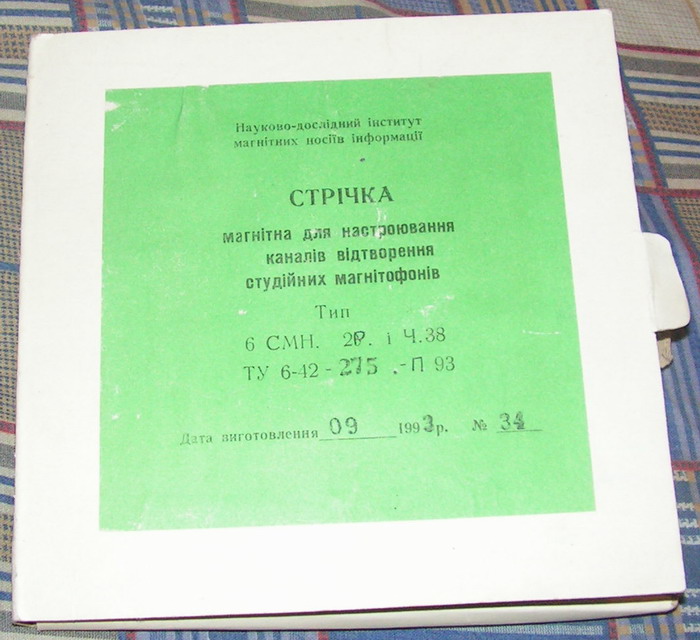 Науково-дослідний інститут
магнітних носіїв інформації
СТРІЧКА
магнітна для настроювання
каналів відтворення
студійних магнітофонів
Тип
6 СМН. 2Р. і Ч.38
ТУ 6-42-275.-П 93
Дата виготовлення 09 1993р. № 34